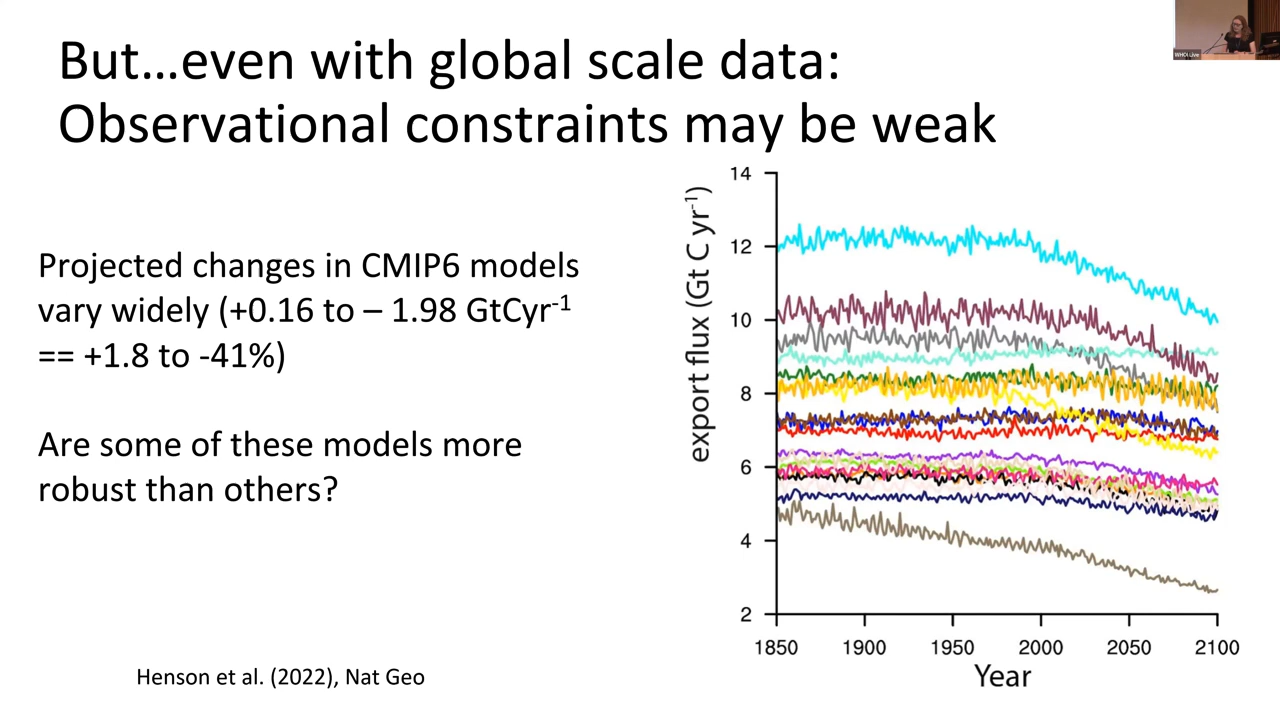 But…even with global scale data:
Observational constraints may be weak
WHOI Live
Projected changes in CMIP6 models
vary widely (+0.16 to – 1.98 GtCyr-1
== +1.8 to -41%)
Are some of these models more
robust than others?
Henson et al. (2022), Nat Geo
export flux (Gt C yr-1)
14
12
10
8
6
4
2
1850 1900 1950 2000 2050 2100
Year